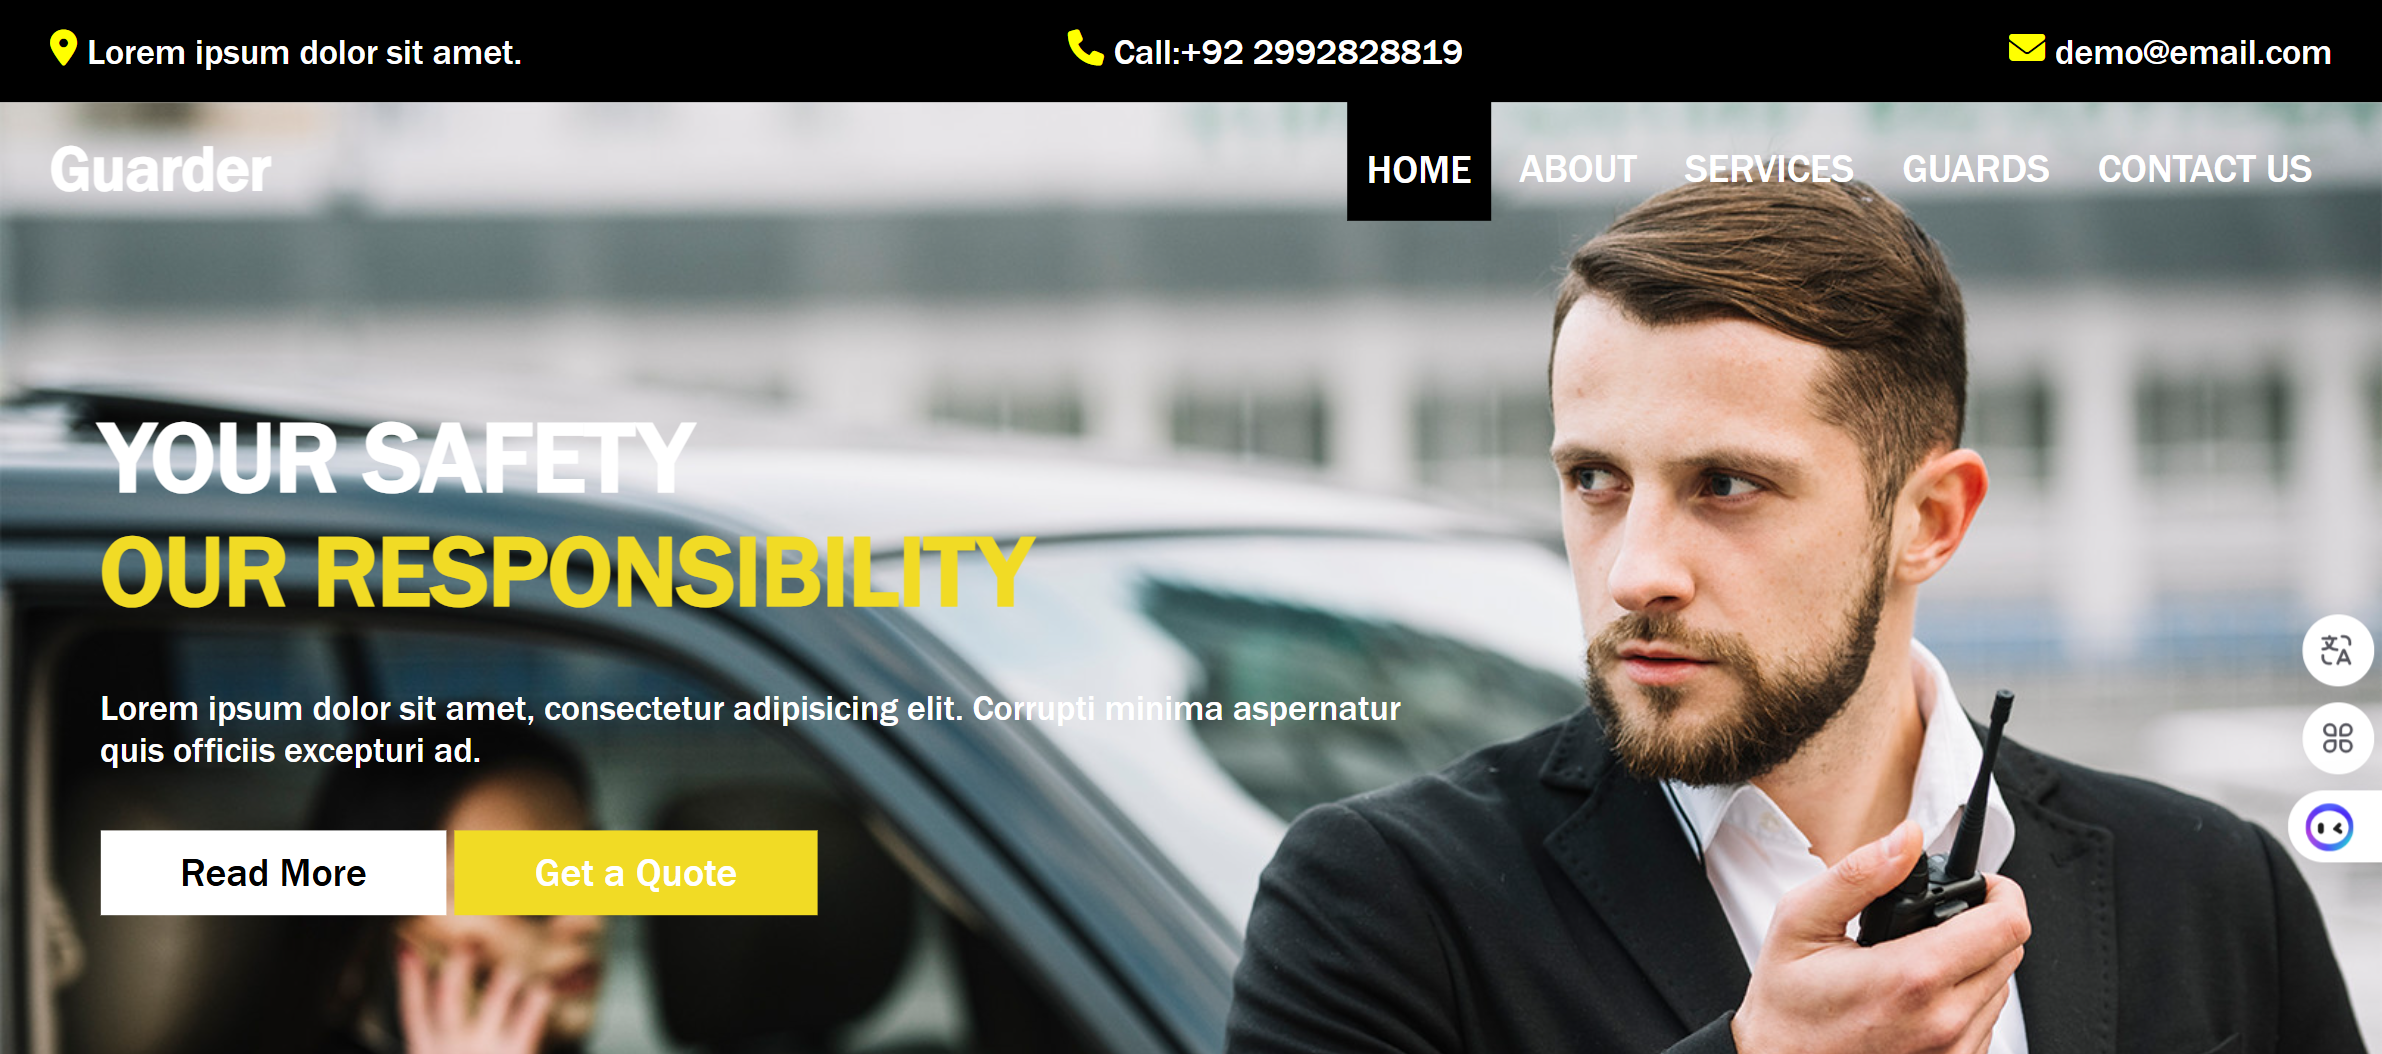 Lorem ipsum dolor sit amet.
Call:+92 2992828819
demo@email.com
Guarder
HOME
ABOUT
SERVICES
GUARDS
CONTACT US
YOUR SAFETY
OUR RESPONSIBILITY
Lorem ipsum dolor sit amet, consectetur adipisicing elit. Corrupti minima aspernatur
quis officiis excepturi ad.
Read More
Get a Quote